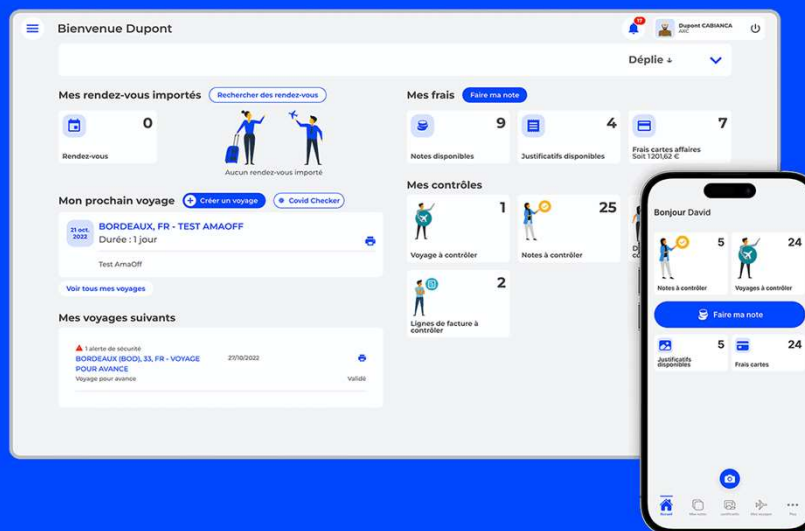 Bienvenue Dupont
17
Dupont CABIANCA
ARC
Déplie ↓
Mes rendez-vous importés
Rechercher des rendez-vous
0
Rendez-vous
Aucun rendez-vous importé
Mon prochain voyage
Créer un voyage
Covid Checker
21 oct.
2022
BORDEAUX, FR - TEST AMAOFF
Durée : 1 jour
Test AmaOff
Voir tous mes voyages
Mes voyages suivants
1 alerte de sécurité
BORDEAUX (BOD), 33, FR - VOYAGE
POUR AVANCE
27/10/2022
Voyage pour avance
Validé
Mes frais
Faire ma note
9
Notes disponibles
4
Justificatifs disponibles
7
Frais cartes affaires
Soit 1201,62 €
Mes contrôles
1
Voyage à contrôler
25
Notes à contrôler
2
Lignes de facture à
contrôler
Bonjour David
5
Notes à contrôler
24
Voyages à contrôler
Faire ma note
5
Justificatifs
disponibles
24
Frais cartes
Accueil
Plus